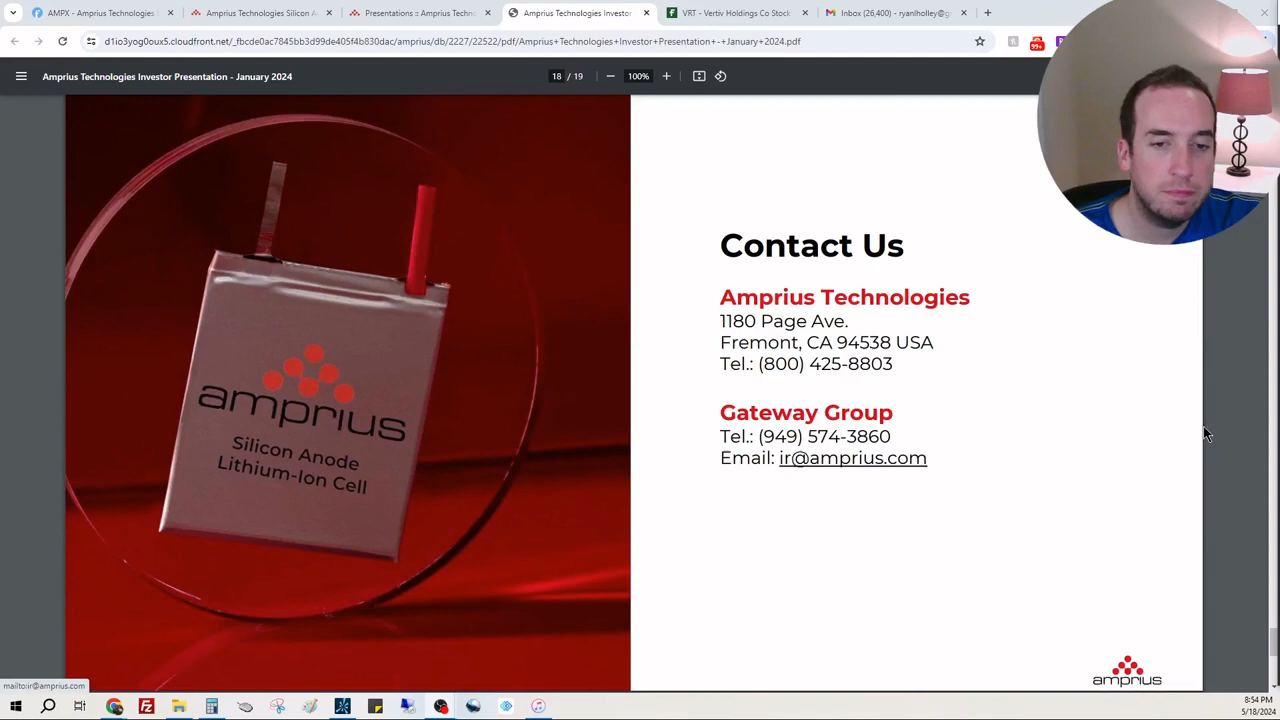 AMPX - Amprius Technologies
Amprius Technologies Silicon A
Presentations :: Amprius Techn
Amprius Technologies Investor
VRT - Vertiv Holdings Co Stock
Inbox (26,400) - ryanlholley@g
d1io3yog0oux5.cloudfront.net/_fbcde0ac7845bb3d99de405f4b930dac/amprius/db/2227/22522/pdf/Amprius+Technologies+Investor+Presentation+-+January+2024.pdf
99+
Amprius Technologies Investor Presentation - January 2024
18 / 19
100%
amprius
Silicon Anode
Lithium-Ion Cell
Contact Us
Amprius Technologies
1180 Page Ave.
Fremont, CA 94538 USA
Tel.: (800) 425-8803
Gateway Group
Tel.: (949) 574-3860
Email: ir@amprius.com
amprius
mailto:ir@amprius.com
8:54 PM
5/18/2024